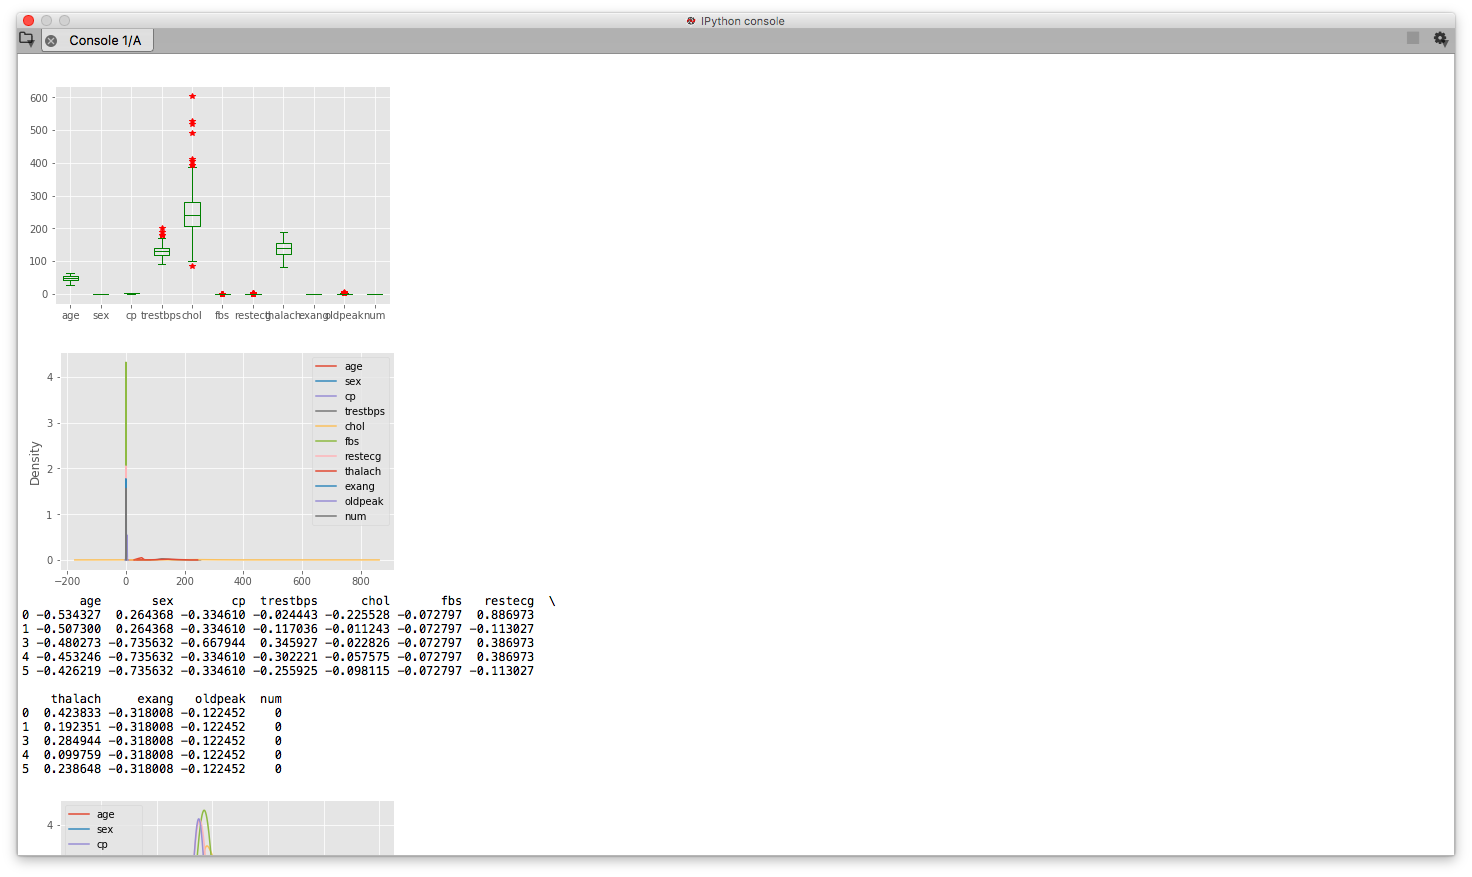 IPython console
Console 1/A
600
500
400
300
200
100
0
age sex cp trestbps chol fbs restecg thalach exang oldpeak num
4
3
2
1
0
Density
age
sex
cp
trestbps
chol
fbs
restecg
thalach
exang
oldpeak
num
−200 0 200 400 600 800
age sex cp trestbps chol fbs restecg \
0 -0.534327 0.264368 -0.334610 -0.024443 -0.225528 -0.072797 0.886973
1 -0.507300 0.264368 -0.334610 -0.117036 -0.011243 -0.072797 -0.113027
3 -0.480273 -0.735632 -0.667944 0.345927 -0.022826 -0.072797 0.386973
4 -0.453246 -0.735632 -0.334610 -0.302221 -0.057575 -0.072797 0.386973
5 -0.426219 -0.735632 -0.334610 -0.255925 -0.098115 -0.072797 -0.113027
thalach exang oldpeak num
0 0.423833 -0.318008 -0.122452 0
1 0.192351 -0.318008 -0.122452 0
3 0.284944 -0.318008 -0.122452 0
4 0.099759 -0.318008 -0.122452 0
5 0.238648 -0.318008 -0.122452 0
4
age
sex
cp